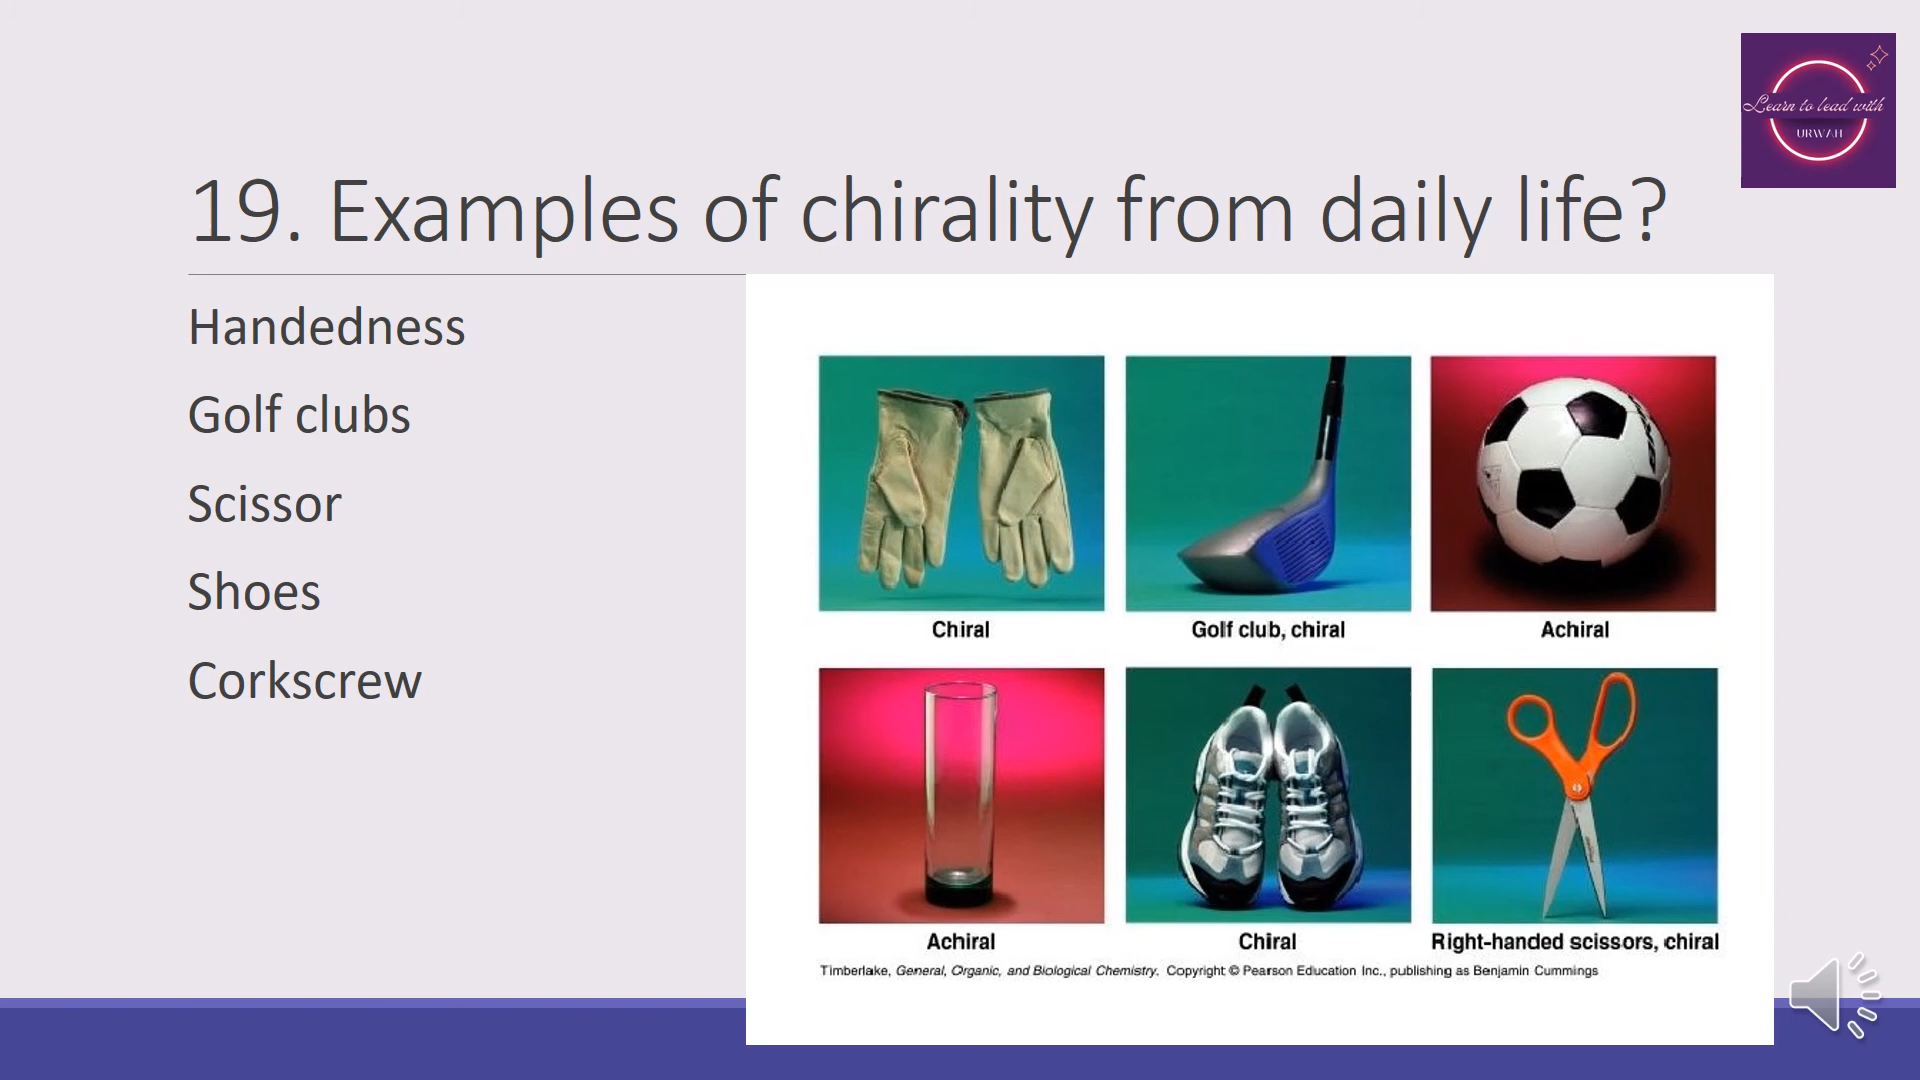 Learn to lead with
URWAH
19. Examples of chirality from daily life?
Handedness
Golf clubs
Scissor
Shoes
Corkscrew
Chiral
Golf club, chiral
Achiral
Achiral
Chiral
Right-handed scissors, chiral
Timberlake, General, Organic, and Biological Chemistry. Copyright © Pearson Education Inc., publishing as Benjamin Cummings